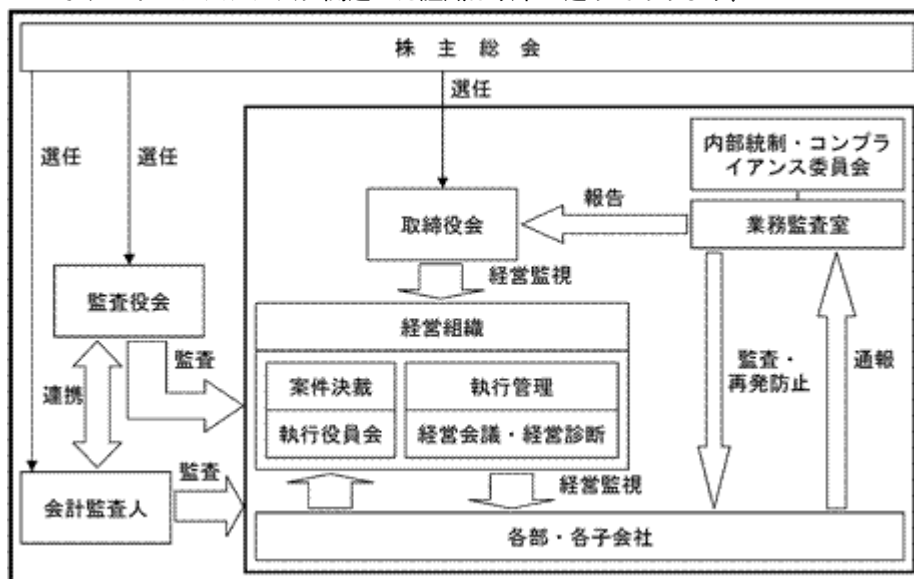 株主総会
選任
選任
選任
内部統制・コンプラ
イアンス委員会
報告
取締役会
業務監査室
経営監視
監査役会
経営組織
監査
連携
案件決裁
執行管理
執行役員会
経営会議・経営診断
監査・
再発防止
通報
監査
経営監視
会計監査人
各部・各子会社